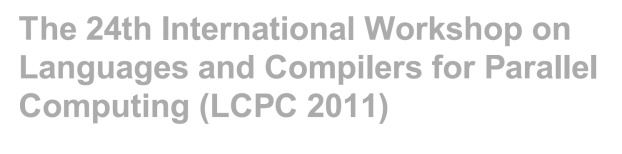 The 24th International Workshop on
Languages and Compilers for Parallel
Computing (LCPC 2011)